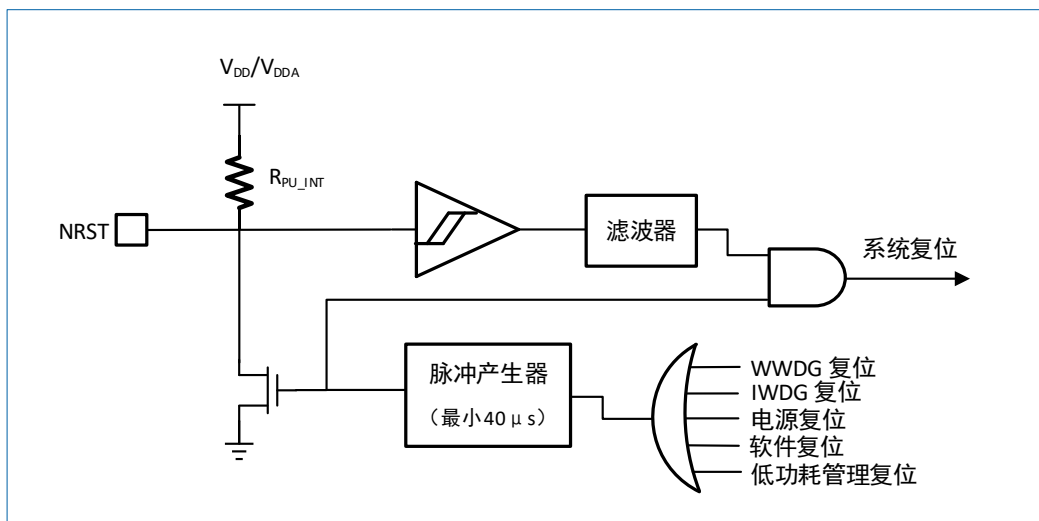 VDD/VDDA
RPU_INT
NRST
滤波器
系统复位
脉冲产生器
（最小40μs）
WWDG 复位
IWDG 复位
电源复位
软件复位
低功耗管理复位